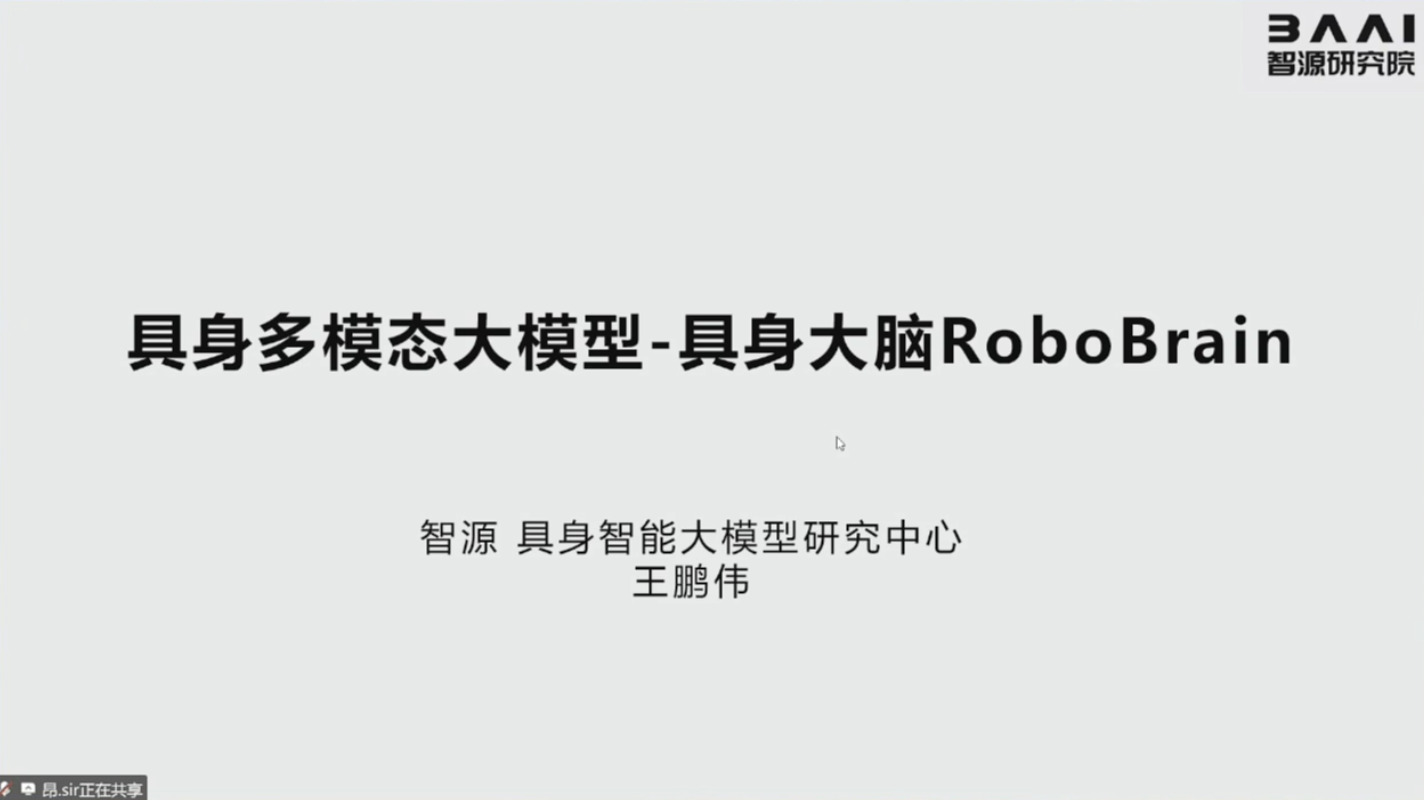 BAAI
智源研究院
具身多模态大模型-具身大脑RoboBrain
智源 具身智能大模型研究中心
王鹏伟
昂.sir正在共享